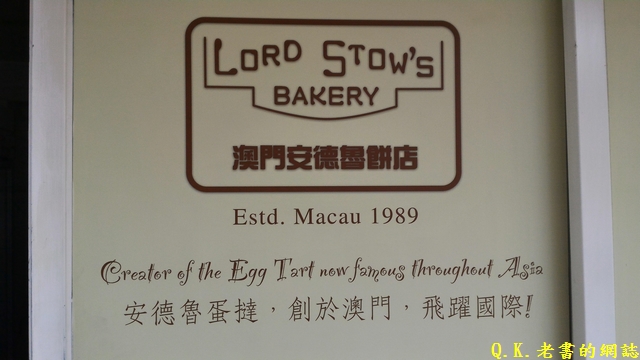 LORD STOW'S
BAKERY
澳門安德魯餅店
Estd. Macau 1989
Creator of the Egg Tart now famous throughout Asia
安德魯蛋撻，創於澳門，飛躍國際!
Q.K.老書的網誌